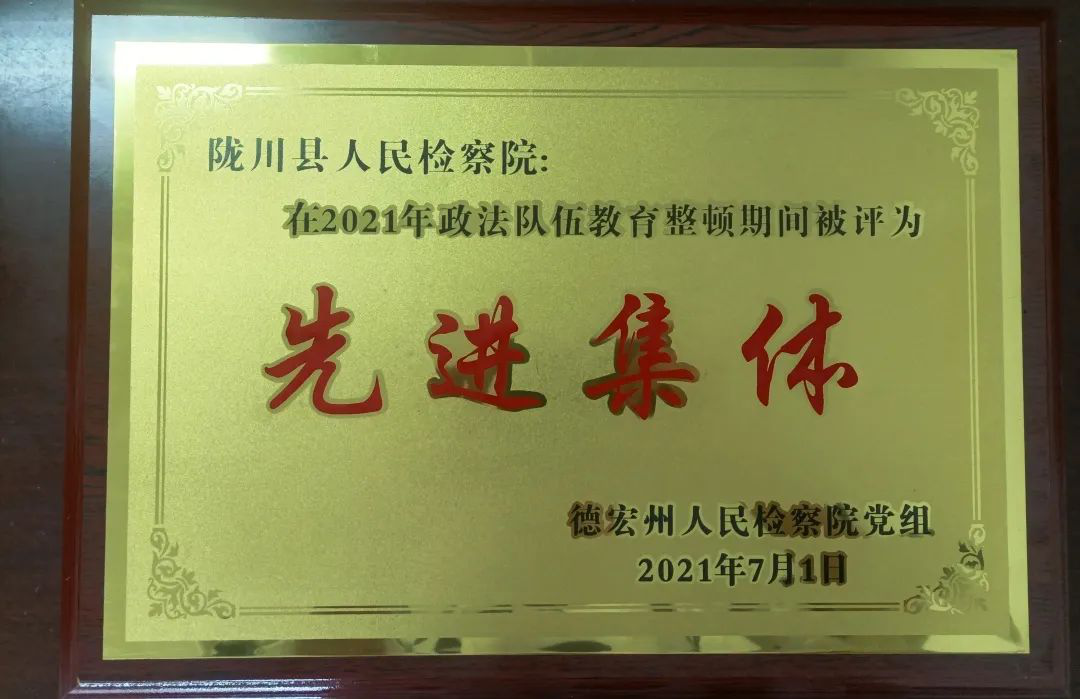 陇川县人民检察院:
在2021年政法队伍教育整顿期间被评为
先进集体
德宏州人民检察院党组
2021年7月1日